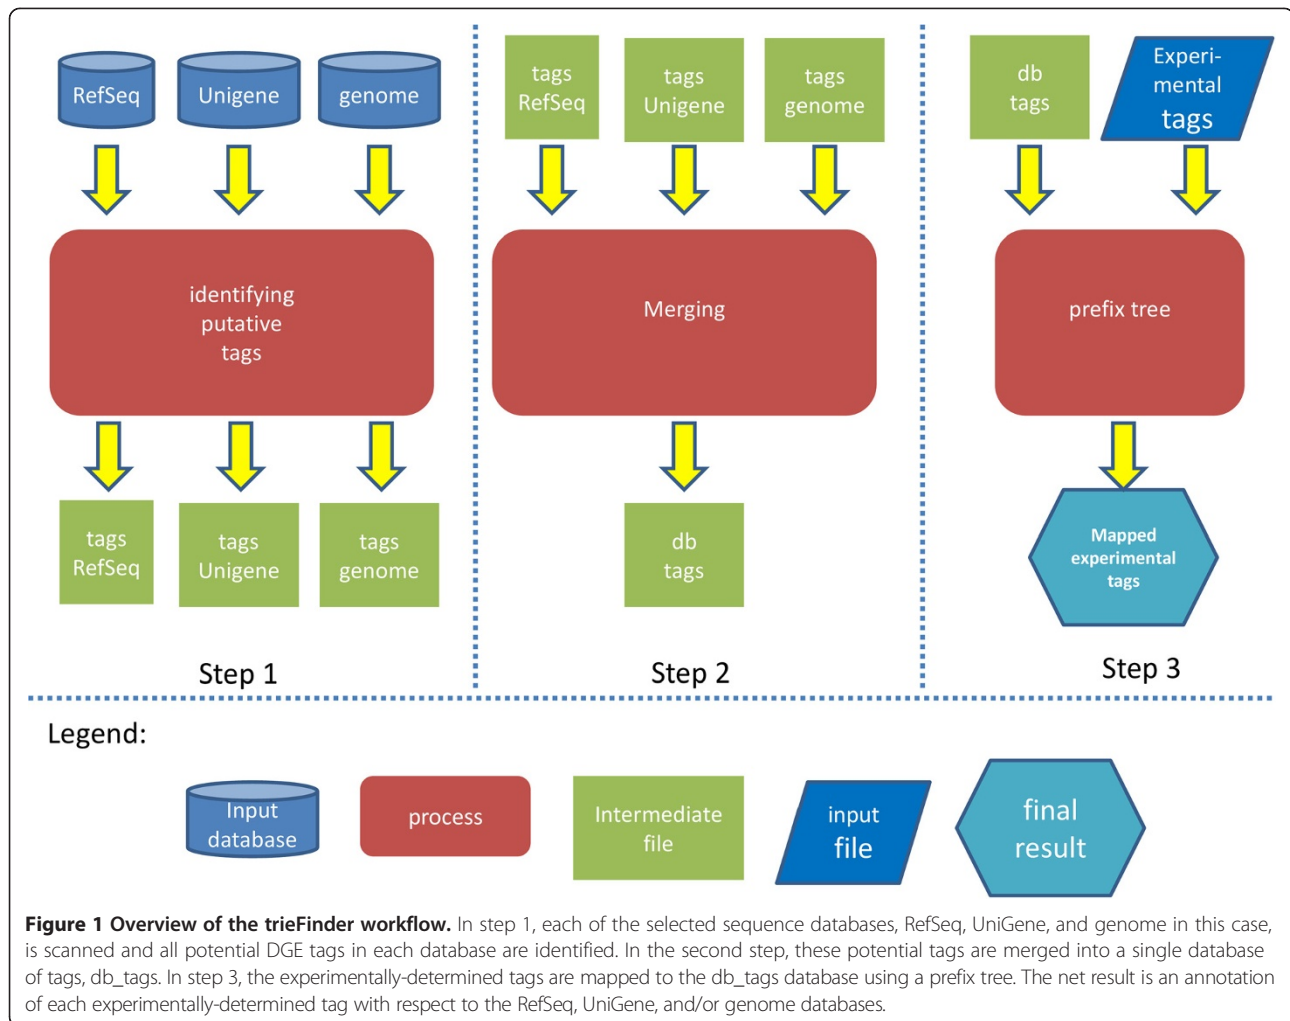 RefSeq
Unigene
genome
identifying
putative
tags
tags
RefSeq
tags
Unigene
tags
genome
Step 1
tags
RefSeq
tags
Unigene
tags
genome
Merging
db
tags
Step 2
db
tags
Experi-
mental
tags
prefix tree
Mapped
experimental
tags
Step 3
Legend:
Input
database
process
Intermediate
file
input
file
final
result
Figure 1 Overview of the trieFinder workflow. In step 1, each of the selected sequence databases, RefSeq, UniGene, and genome in this case,
is scanned and all potential DGE tags in each database are identified. In the second step, these potential tags are merged into a single database
of tags, db_tags. In step 3, the experimentally-determined tags are mapped to the db_tags database using a prefix tree. The net result is an annotation
of each experimentally-determined tag with respect to the RefSeq, UniGene, and/or genome databases.